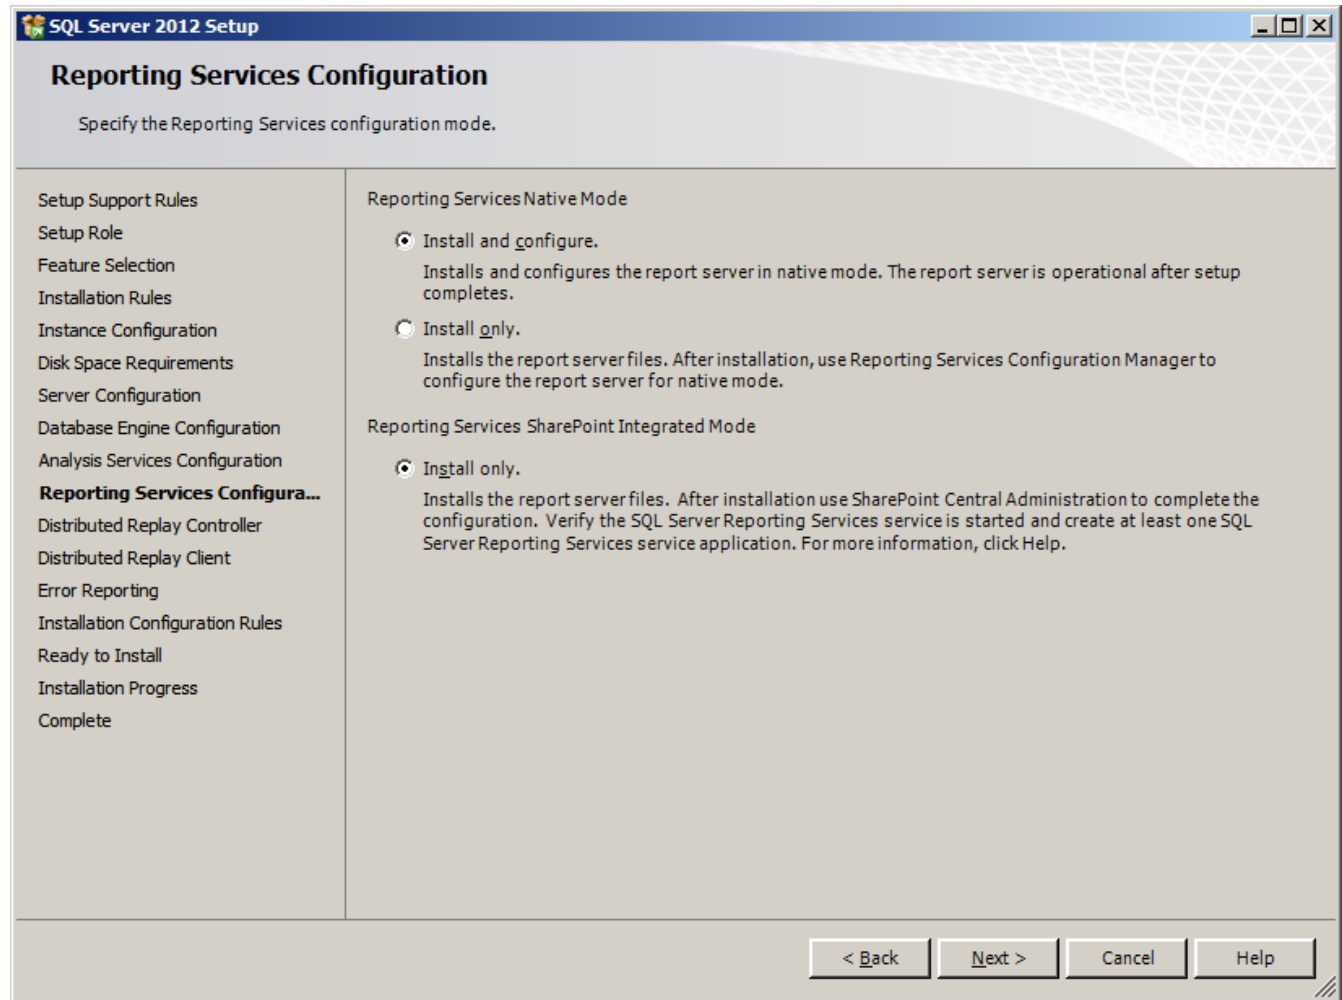 SQL Server 2012 Setup
Reporting Services Configuration
Specify the Reporting Services configuration mode.
Setup Support Rules
Setup Role
Feature Selection
Installation Rules
Instance Configuration
Disk Space Requirements
Server Configuration
Database Engine Configuration
Analysis Services Configuration
Reporting Services Configura...
Distributed Replay Controller
Distributed Replay Client
Error Reporting
Installation Configuration Rules
Ready to Install
Installation Progress
Complete
Reporting Services Native Mode
Install and configure.
Installs and configures the report server in native mode. The report server is operational after setup
completes.
Install only.
Installs the report server files. After installation, use Reporting Services Configuration Manager to
configure the report server for native mode.
Reporting Services SharePoint Integrated Mode
Install only.
Installs the report server files. After installation use SharePoint Central Administration to complete the
configuration. Verify the SQL Server Reporting Services service is started and create at least one SQL
Server Reporting Services service application. For more information, click Help.
< Back
Next >
Cancel
Help